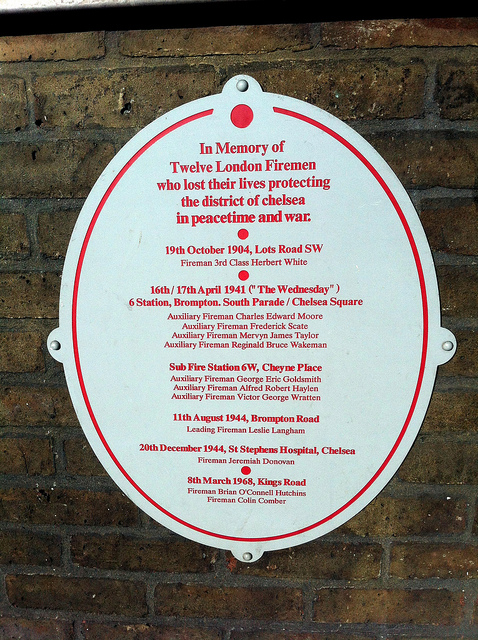 In Memory of
Twelve London Firemen
who lost their lives protecting
the district of chelsea
in peacetime and war.
19th October 1904, Lots Road SW
Fireman 3rd Class Herbert White
16th / 17th April 1941 (" The Wednesday" )
6 Station, Brompton. South Parade / Chelsea Square
Auxiliary Fireman Charles Edward Moore
Auxiliary Fireman Frederick Scate
Auxiliary Fireman Mervyn James Taylor
Auxiliary Fireman Reginald Bruce Wakeman
Sub Fire Station 6W, Cheyne Place
Auxiliary Fireman George Eric Goldsmith
Auxiliary Fireman Alfred Robert Haylen
Auxiliary Fireman Victor George Wratten
11th August 1944, Brompton Road
Leading Fireman Leslie Langham
20th December 1944, St Stephens Hospital, Chelsea
Fireman Jeremiah Donovan
8th March 1968, Kings Road
Fireman Brian O'Connell Hutchins
Fireman Colin Comber